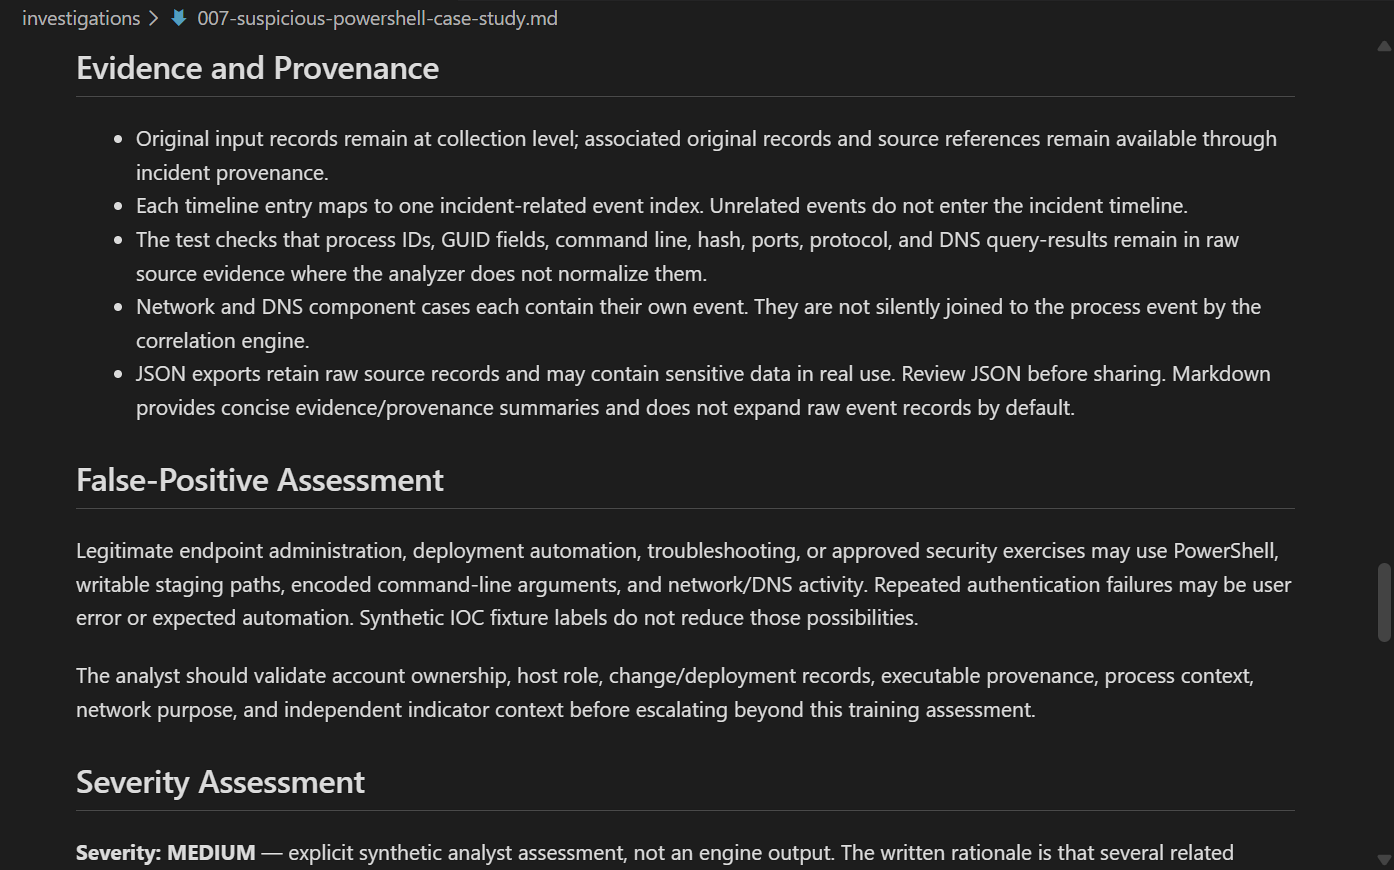 investigations > 007-suspicious-powershell-case-study.md
Evidence and Provenance
• Original input records remain at collection level; associated original records and source references remain available through
incident provenance.
• Each timeline entry maps to one incident-related event index. Unrelated events do not enter the incident timeline.
• The test checks that process IDs, GUID fields, command line, hash, ports, protocol, and DNS query-results remain in raw
source evidence where the analyzer does not normalize them.
• Network and DNS component cases each contain their own event. They are not silently joined to the process event by the
correlation engine.
• JSON exports retain raw source records and may contain sensitive data in real use. Review JSON before sharing. Markdown
provides concise evidence/provenance summaries and does not expand raw event records by default.
False-Positive Assessment
Legitimate endpoint administration, deployment automation, troubleshooting, or approved security exercises may use PowerShell,
writable staging paths, encoded command-line arguments, and network/DNS activity. Repeated authentication failures may be user
error or expected automation. Synthetic IOC fixture labels do not reduce those possibilities.
The analyst should validate account ownership, host role, change/deployment records, executable provenance, process context,
network purpose, and independent indicator context before escalating beyond this training assessment.
Severity Assessment
Severity: MEDIUM — explicit synthetic analyst assessment, not an engine output. The written rationale is that several related